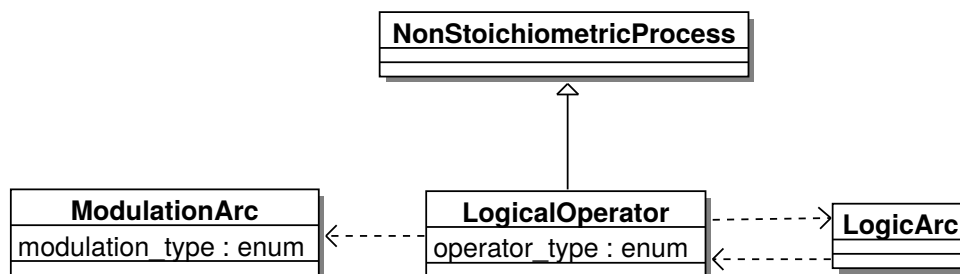 NonStoichiometricProcess
ModulationArc
modulation_type : enum
LogicalOperator
operator_type : enum
LogicArc